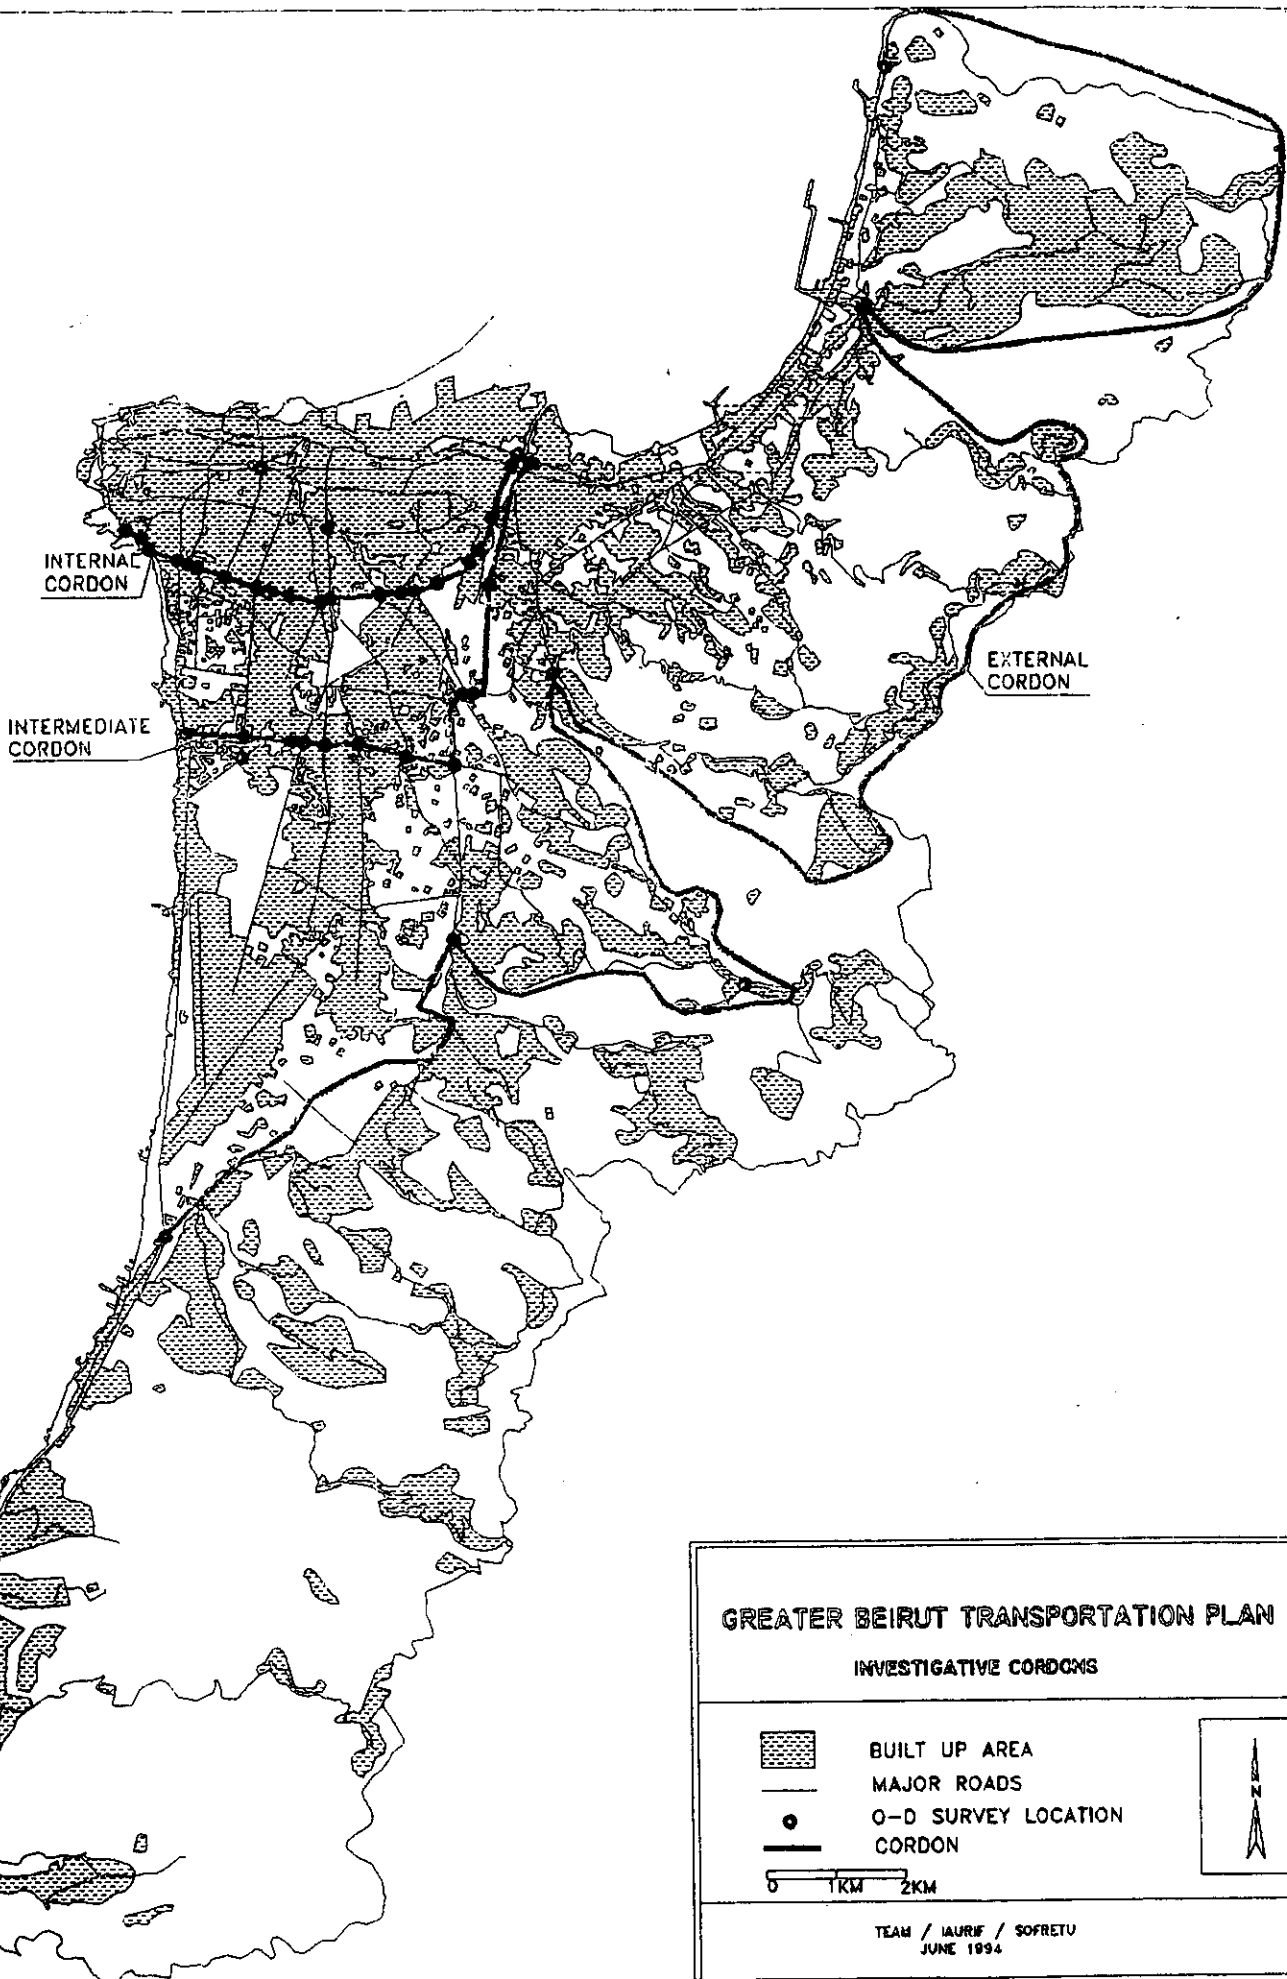 INTERNAL
CORDON
INTERMEDIATE
CORDON
EXTERNAL
CORDON
GREATER BEIRUT TRANSPORTATION PLAN
INVESTIGATIVE CORDONS
BUILT UP AREA
MAJOR ROADS
O-D SURVEY LOCATION
CORDON
0 1KM 2KM
N
TEAM / IAURIF / SOFRETU
JUNE 1994